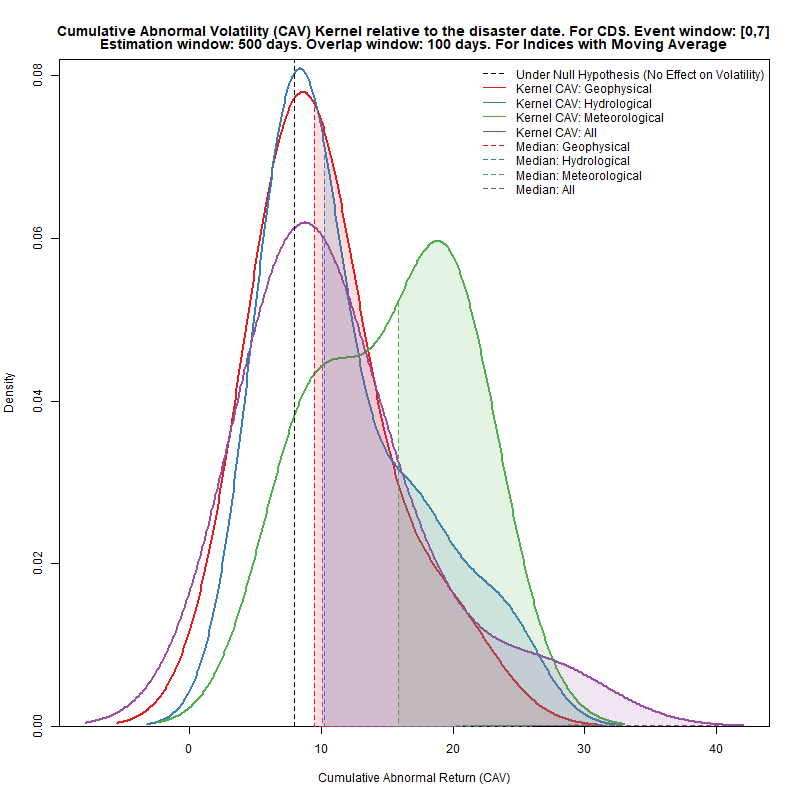 Cumulative Abnormal Volatility (CAV) Kernel relative to the disaster date. For CDS. Event window: [0,7]
Estimation window: 500 days. Overlap window: 100 days. For Indices with Moving Average
Under Null Hypothesis (No Effect on Volatility)
Kernel CAV: Geophysical
Kernel CAV: Hydrological
Kernel CAV: Meteorological
Kernel CAV: All
Median: Geophysical
Median: Hydrological
Median: Meteorological
Median: All
0.08
0.06
0.04
0.02
0.00
Density
0 10 20 30 40
Cumulative Abnormal Return (CAV)